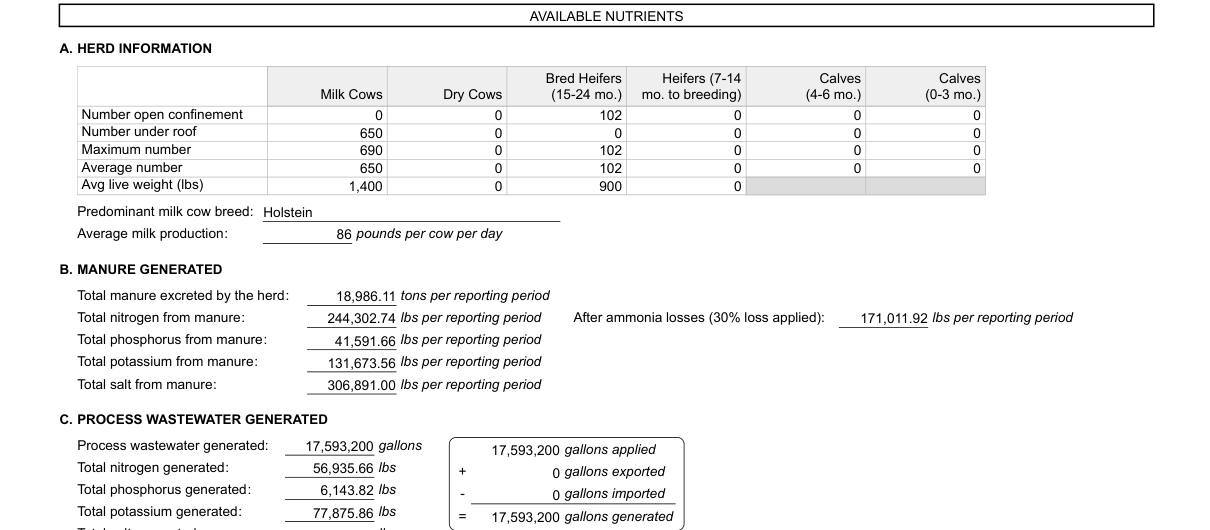 AVAILABLE NUTRIENTS
A. HERD INFORMATION
Milk Cows Dry Cows Bred Heifers (15-24 mo.) Heifers (7-14 mo. to breeding) Calves (4-6 mo.) Calves (0-3 mo.)
Number open confinement 0 0 102 0 0 0
Number under roof 650 0 0 0 0 0
Maximum number 690 0 102 0 0 0
Average number 650 0 102 0 0 0
Avg live weight (lbs) 1,400 0 900 0
Predominant milk cow breed: Holstein
Average milk production: 86 pounds per cow per day
B. MANURE GENERATED
Total manure excreted by the herd: 18,986.11 tons per reporting period
Total nitrogen from manure: 244,302.74 lbs per reporting period After ammonia losses (30% loss applied): 171,011.92 lbs per reporting period
Total phosphorus from manure: 41,591.66 lbs per reporting period
Total potassium from manure: 131,673.56 lbs per reporting period
Total salt from manure: 306,891.00 lbs per reporting period
C. PROCESS WASTEWATER GENERATED
Process wastewater generated: 17,593,200 gallons 17,593,200 gallons applied
Total nitrogen generated: 56,935.66 lbs + 0 gallons exported
Total phosphorus generated: 6,143.82 lbs - 0 gallons imported
Total potassium generated: 77,875.86 lbs = 17,593,200 gallons generated